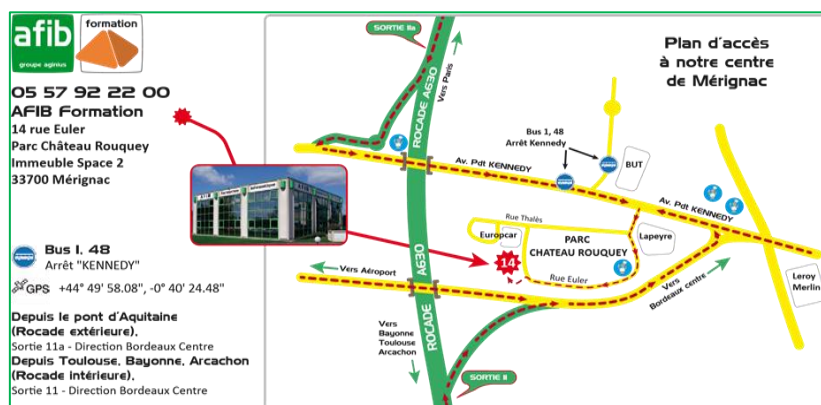 afib
groupe aginius
formation
05 57 92 22 00
AFIB Formation
14 rue Euler
Parc Château Rouquey
Immeuble Space 2
33700 Mérignac
Bus 1, 48
Arrêt "KENNEDY"
GPS +44° 49' 58.08", -0° 40' 24.48"
Depuis le pont d'Aquitaine
(Rocade extérieure),
Sortie 11a - Direction Bordeaux Centre
Depuis Toulouse, Bayonne, Arcachon
(Rocade intérieure),
Sortie 11 - Direction Bordeaux Centre
Plan d'accès
à notre centre
de Mérignac
SORTIE 11a
Vers Paris
ROCADE A630
Bus 1, 48
Arrêt Kennedy
BUT
Av. Pdt KENNEDY
Av. Pdt KENNEDY
Rue Thalès
Europcar
PARC
CHATEAU ROUQUEY
Lapeyre
14
Rue Euler
Vers Aéroport
ROCADE A630
Vers
Bordeaux centre
Leroy
Merlin
Vers
Bayonne
Toulouse
Arcachon
SORTIE 11